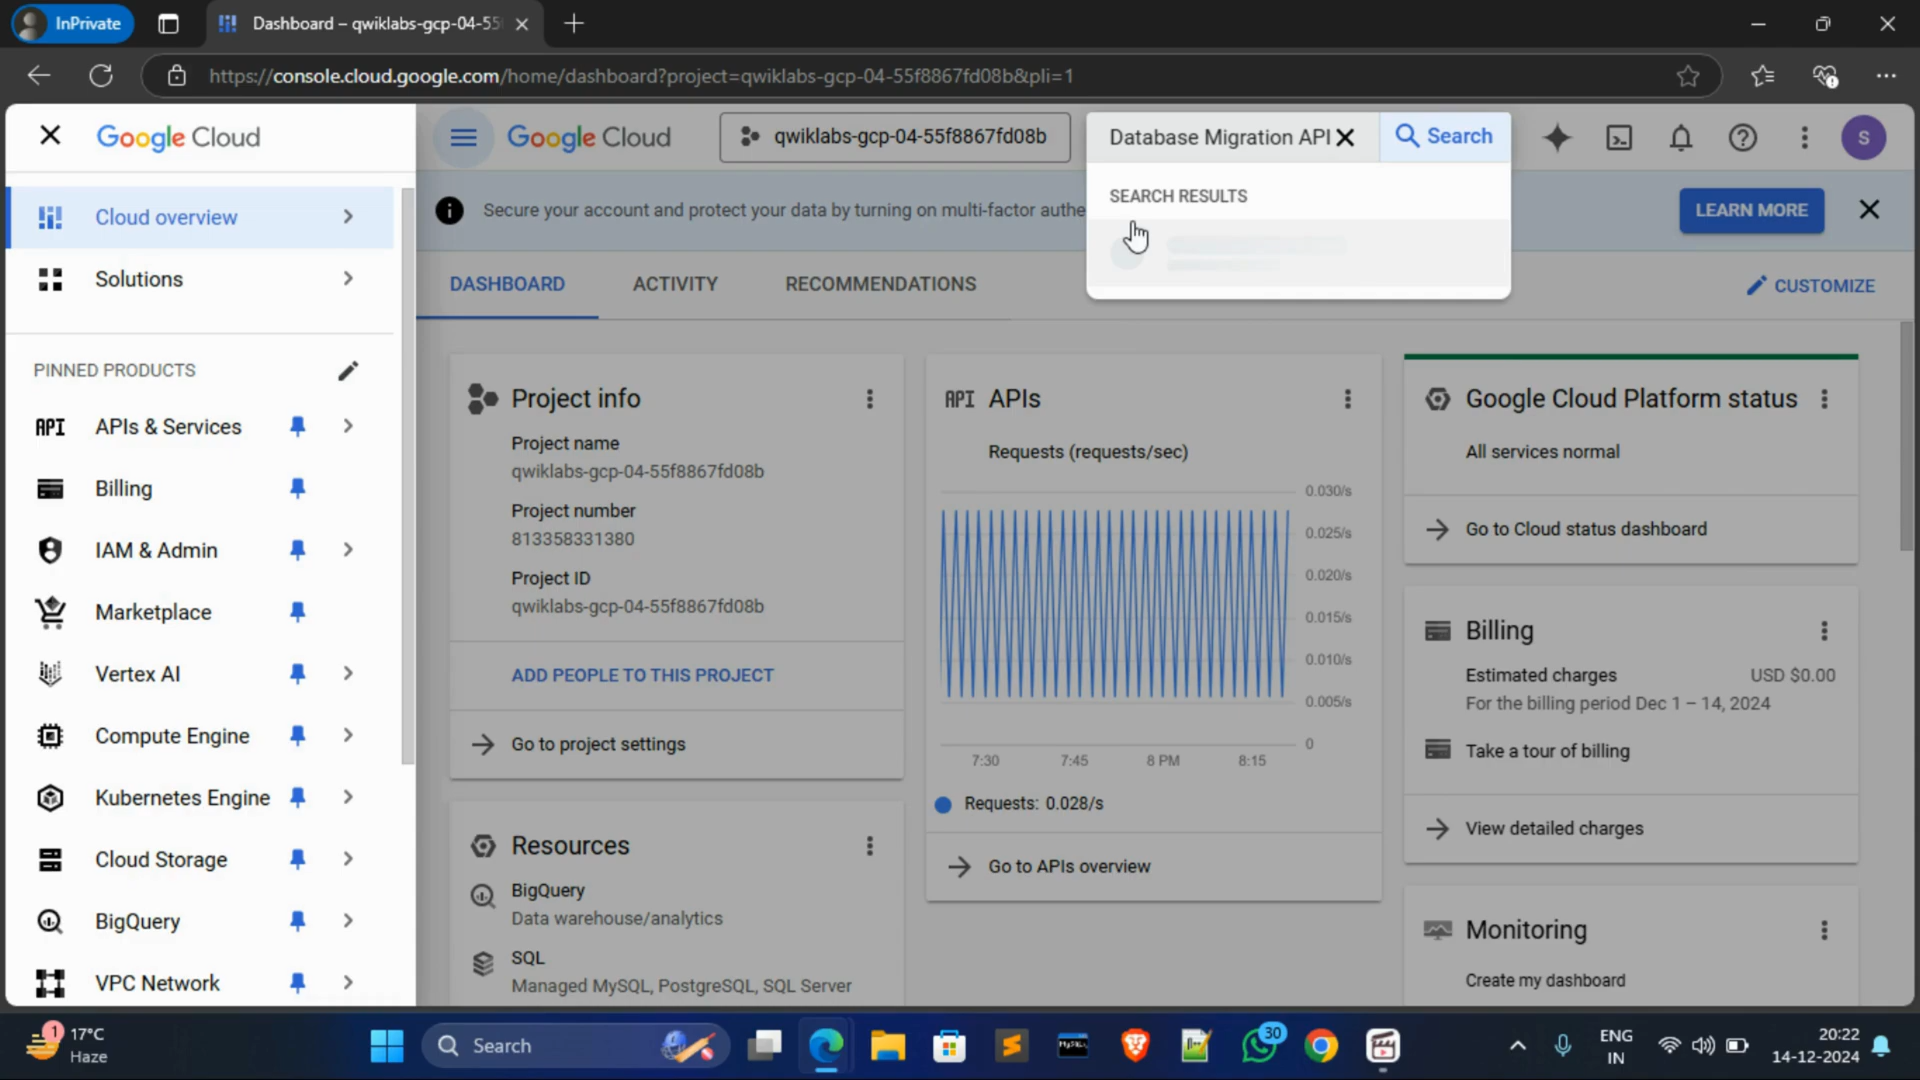 InPrivate
Dashboard – qwiklabs-gcp-04-55
https://console.cloud.google.com/home/dashboard?project=qwiklabs-gcp-04-55f8867fd08b&pli=1
Google Cloud
Cloud overview
Solutions
PINNED PRODUCTS
API APIs & Services
Billing
IAM & Admin
Marketplace
Vertex AI
Compute Engine
Kubernetes Engine
Cloud Storage
BigQuery
VPC Network
Google Cloud
qwiklabs-gcp-04-55f8867fd08b
Database Migration API
Search
S
SEARCH RESULTS
Secure your account and protect your data by turning on multi-factor authe
LEARN MORE
DASHBOARD
ACTIVITY
RECOMMENDATIONS
CUSTOMIZE
Project info
Project name
qwiklabs-gcp-04-55f8867fd08b
Project number
813358331380
Project ID
qwiklabs-gcp-04-55f8867fd08b
ADD PEOPLE TO THIS PROJECT
Go to project settings
Resources
BigQuery
Data warehouse/analytics
SQL
Managed MySQL, PostgreSQL, SQL Server
API APIs
Requests (requests/sec)
0.030/s
0.025/s
0.020/s
0.015/s
0.010/s
0.005/s
0
7:30 7:45 8 PM 8:15
Requests: 0.028/s
Go to APIs overview
Google Cloud Platform status
All services normal
Go to Cloud status dashboard
Billing
Estimated charges USD $0.00
For the billing period Dec 1 – 14, 2024
Take a tour of billing
View detailed charges
Monitoring
Create my dashboard
1
17°C
Haze
Search
MySQL
30
ENG
IN
20:22
14-12-2024